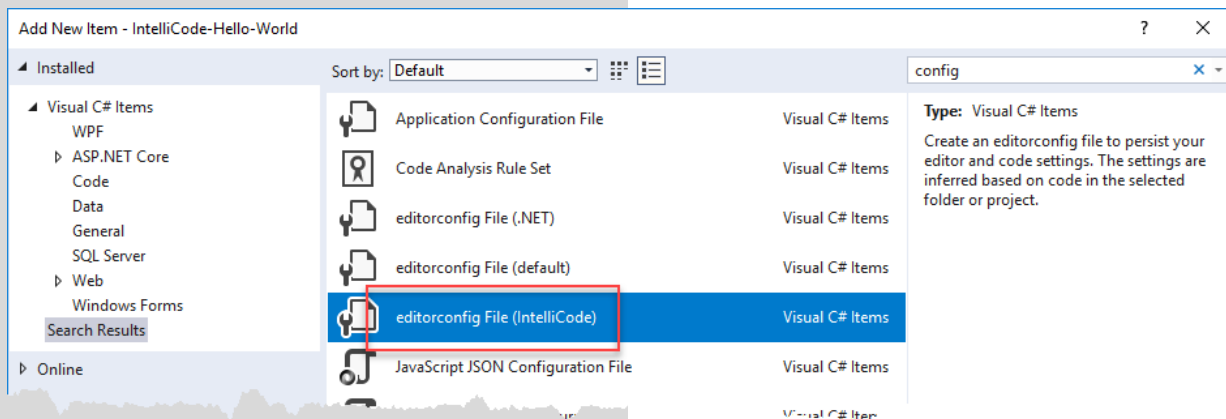 Add New Item - IntelliCode-Hello-World
? 
Installed
Sort by: Default
config
Visual C# Items
WPF
ASP.NET Core
Code
Data
General
SQL Server
Web
Windows Forms
Search Results
Online
Application Configuration File Visual C# Items
Code Analysis Rule Set Visual C# Items
editorconfig File (.NET) Visual C# Items
editorconfig File (default) Visual C# Items
editorconfig File (IntelliCode) Visual C# Items
JavaScript JSON Configuration File Visual C# Items
Type: Visual C# Items
Create an editorconfig file to persist your
editor and code settings. The settings are
inferred based on code in the selected
folder or project.